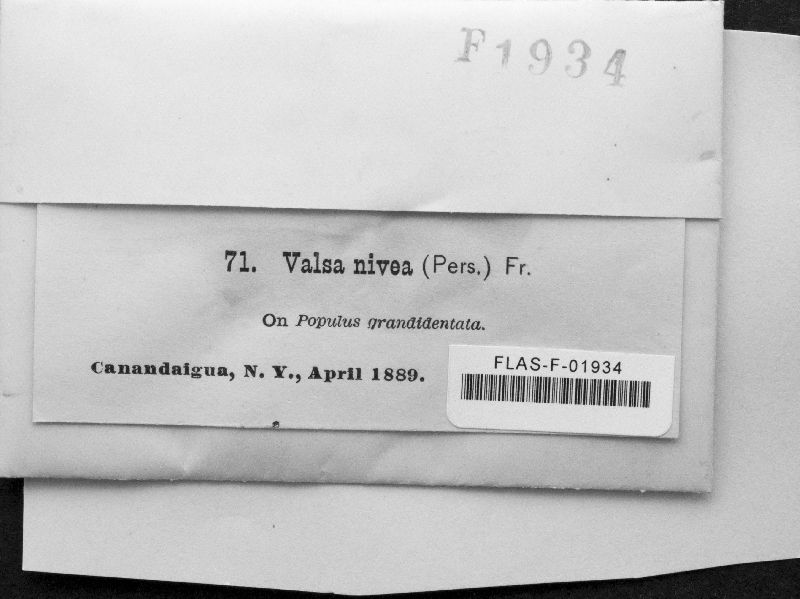 F1934
71. Valsa nivea (Pers.) Fr.
On Populus grandidentata.
Canandaigua, N. Y., April 1889.
FLAS-F-01934